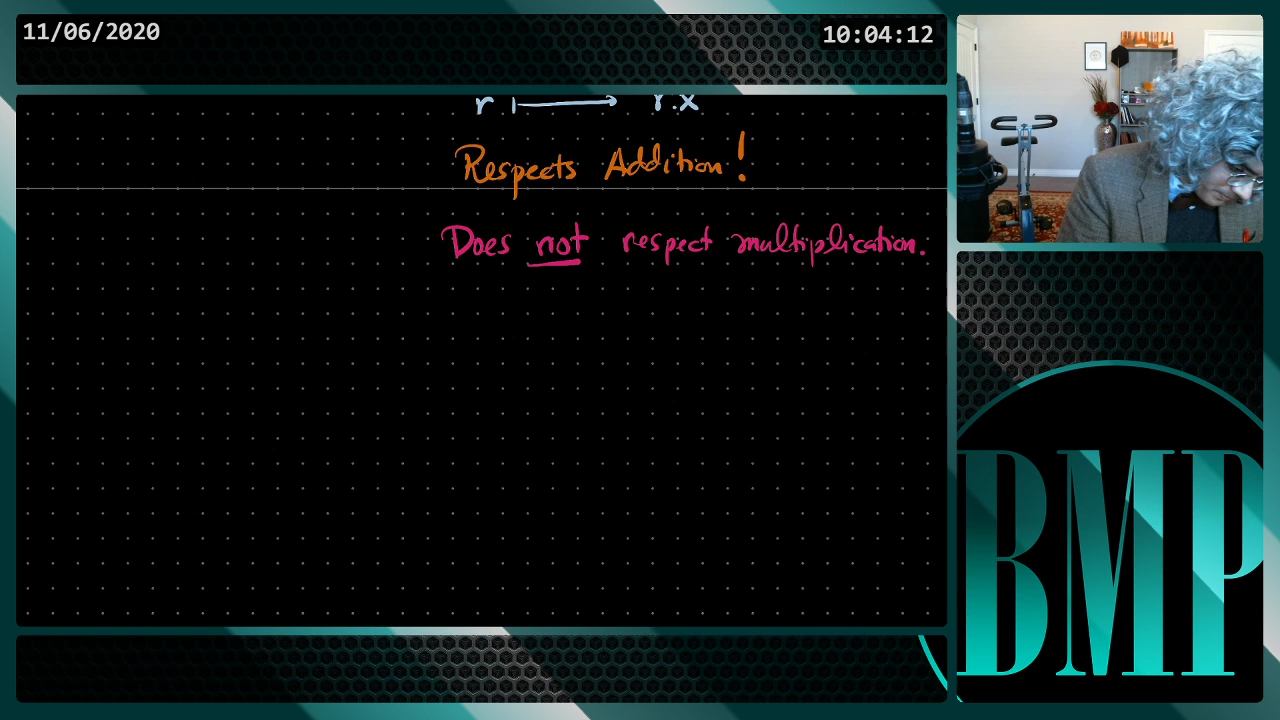 11/06/2020
10:04:12
r ⟼ r.x
Respects Addition!
Does not respect multiplication.
BMP